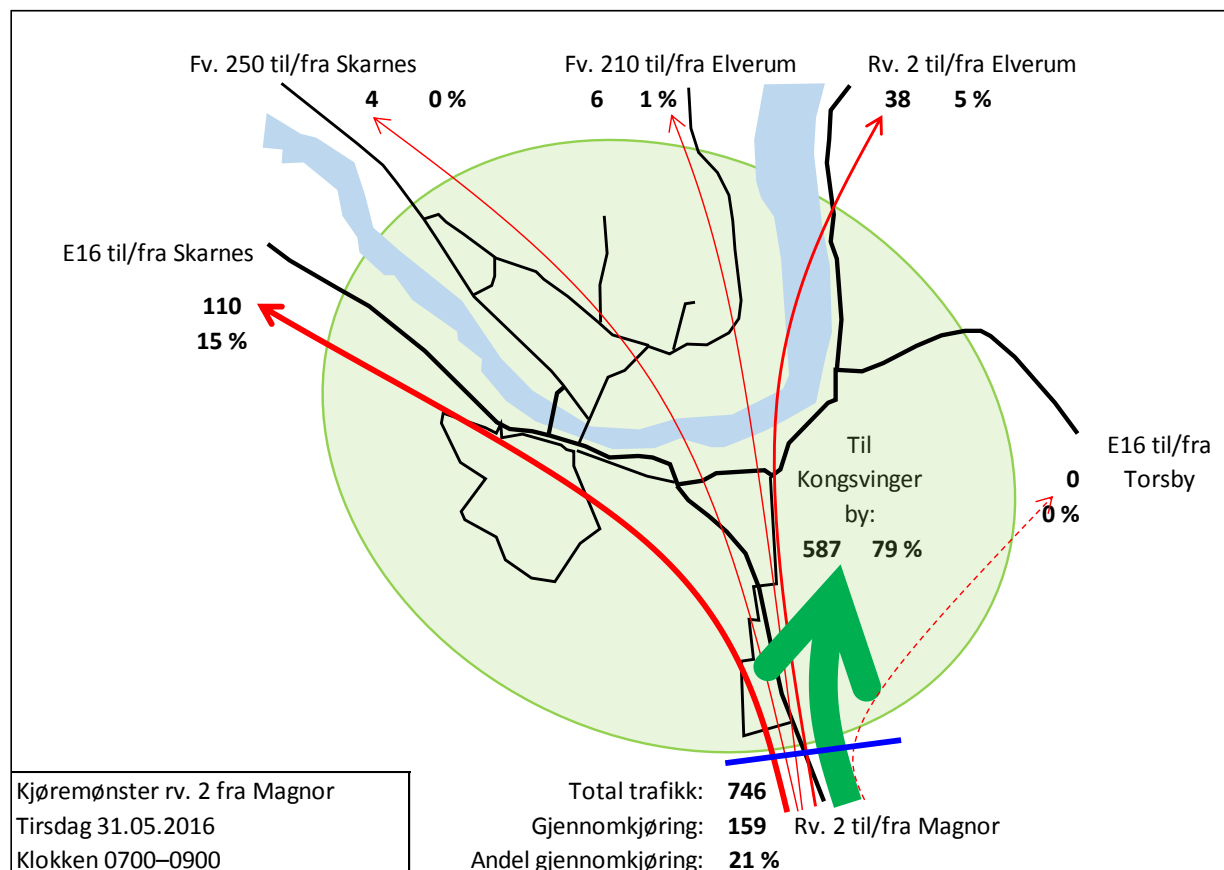 Fv. 250 til/fra Skarnes
4 0 %
Fv. 210 til/fra Elverum
6 1 %
Rv. 2 til/fra Elverum
38 5 %
E16 til/fra Skarnes
110
15 %
E16 til/fra
Torsby
0
0 %
Til
Kongsvinger
by:
587 79 %
Kjøremønster rv. 2 fra Magnor
Tirsdag 31.05.2016
Klokken 0700–0900
Total trafikk: 746
Gjennomkjøring: 159
Andel gjennomkjøring: 21 %
Rv. 2 til/fra Magnor